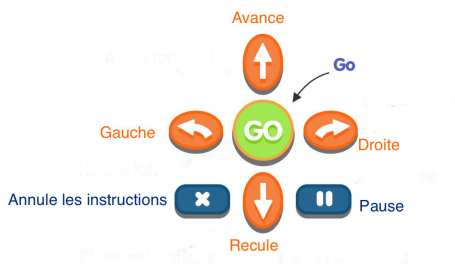 Avance
Go
Gauche
GO
Droite
Annule les instructions
Pause
Recule